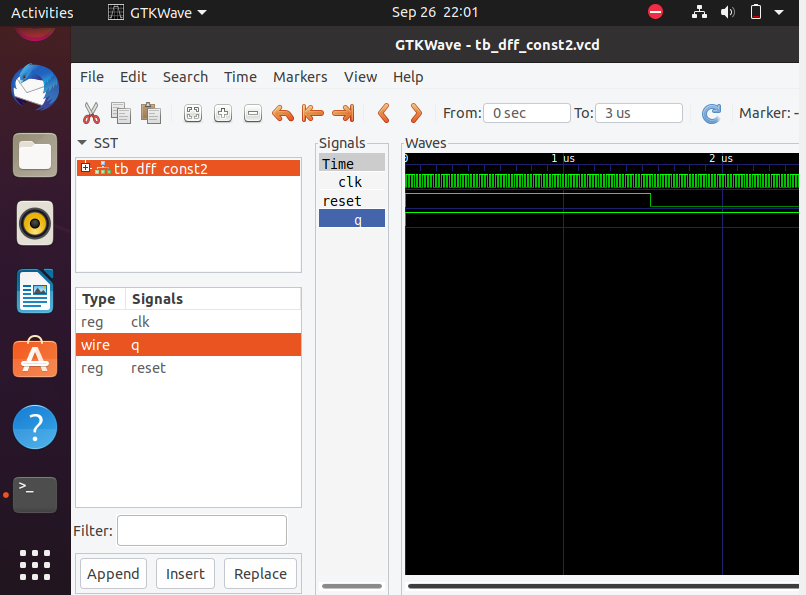 Activities GTKWave Sep 26 22:01
GTKWave - tb_dff_const2.vcd
File Edit Search Time Markers View Help
From: 0 sec To: 3 us Marker: -
SST
tb_dff_const2
Type Signals
reg clk
wire q
reg reset
Filter:
Append Insert Replace
Signals
Time
clk
reset
q
Waves
0 1 us 2 us